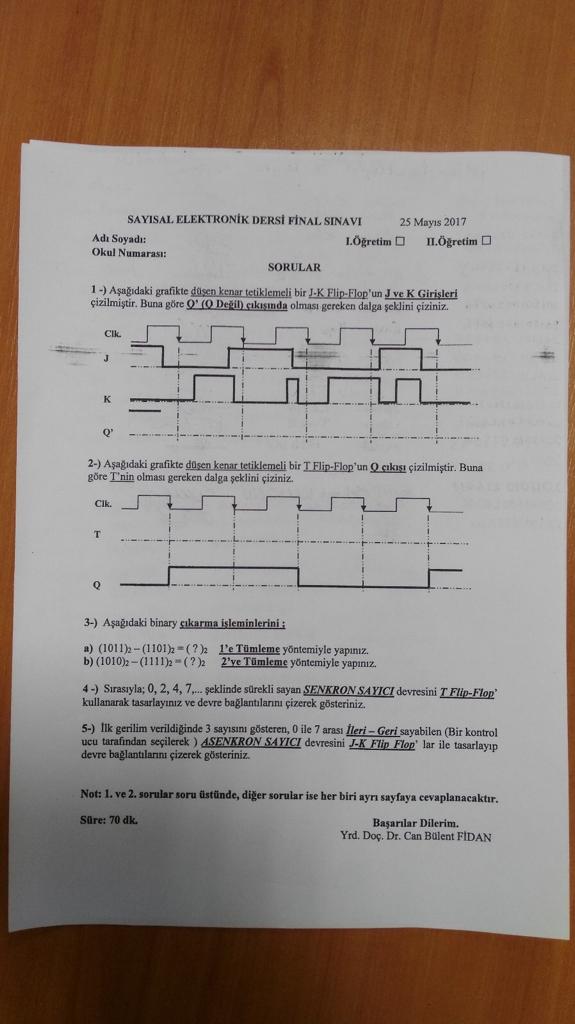 SAYISAL ELEKTRONİK DERSİ FİNAL SINAVI 25 Mayıs 2017
Adı Soyadı: I.Öğretim ☐ II.Öğretim ☐
Okul Numarası:
SORULAR
1 -) Aşağıdaki grafikte düşen kenar tetiklemeli bir J-K Flip-Flop'un J ve K Girişleri
çizilmiştir. Buna göre Q' (Q Değil) çıkışında olması gereken dalga şeklini çiziniz.
Clk.
J
K
Q'
2-) Aşağıdaki grafikte düşen kenar tetiklemeli bir T Flip-Flop'un Q çıkışı çizilmiştir. Buna
göre T'nin olması gereken dalga şeklini çiziniz.
Clk.
T
Q
3-) Aşağıdaki binary çıkarma işleminlerini ;
a) (1011)₂ – (1101)₂ = ( ? )₂ 1'e Tümleme yöntemiyle yapınız.
b) (1010)₂ – (1111)₂ = ( ? )₂ 2'ye Tümleme yöntemiyle yapınız.
4 -) Sırasıyla; 0, 2, 4, 7,... şeklinde sürekli sayan SENKRON SAYICI devresini T Flip-Flop'
kullanarak tasarlayınız ve devre bağlantılarını çizerek gösteriniz.
5-) İlk gerilim verildiğinde 3 sayısını gösteren, 0 ile 7 arası İleri – Geri sayabilen (Bir kontrol
ucu tarafından seçilerek ) ASENKRON SAYICI devresini J-K Flip Flop' lar ile tasarlayıp
devre bağlantılarını çizerek gösteriniz.
Not: 1. ve 2. sorular soru üstünde, diğer sorular ise her biri ayrı sayfaya cevaplanacaktır.
Süre: 70 dk. Başarılar Dilerim.
Yrd. Doç. Dr. Can Bülent FİDAN